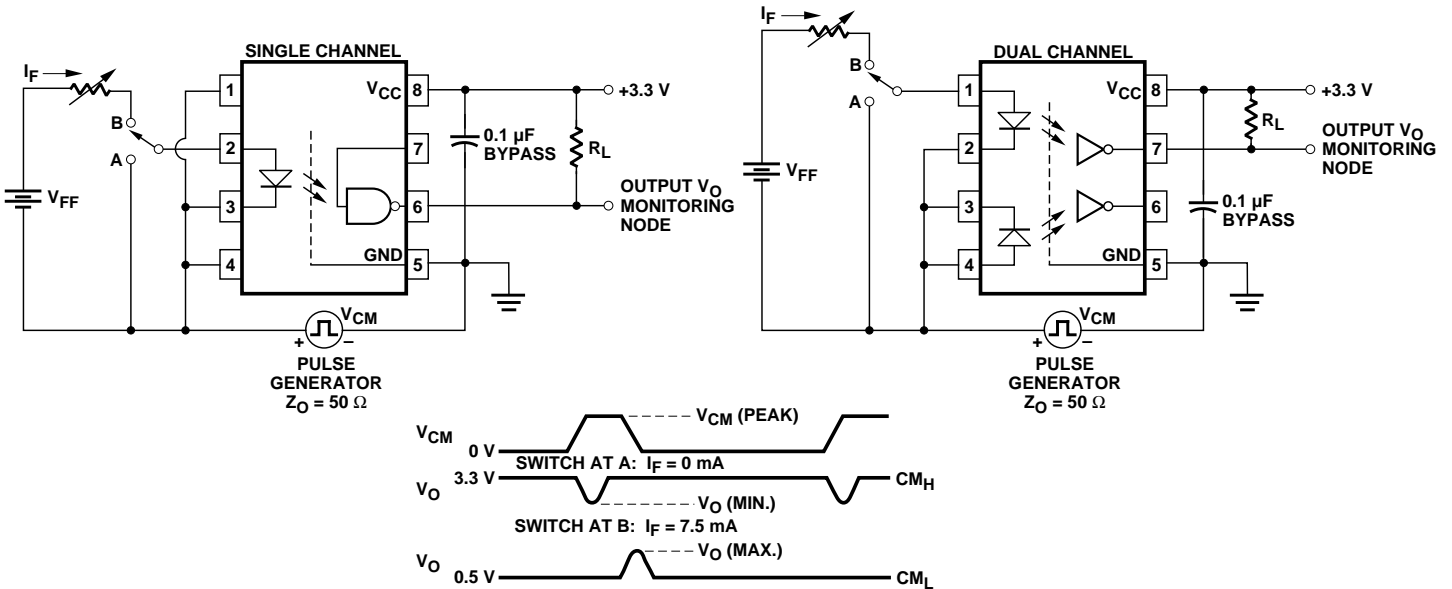 I_F
SINGLE CHANNEL
B
A
V_FF
1
2
3
4
V_CC
8
7
6
GND
5
0.1 µF
BYPASS
R_L
+3.3 V
OUTPUT V_O
MONITORING
NODE
V_CM
+
–
PULSE
GENERATOR
Z_O = 50 Ω
I_F
DUAL CHANNEL
B
A
V_FF
1
2
3
4
V_CC
8
7
6
GND
5
R_L
0.1 µF
BYPASS
+3.3 V
OUTPUT V_O
MONITORING
NODE
V_CM
+
–
PULSE
GENERATOR
Z_O = 50 Ω
V_CM
V_CM (PEAK)
0 V
SWITCH AT A: I_F = 0 mA
V_O
3.3 V
CM_H
V_O (MIN.)
SWITCH AT B: I_F = 7.5 mA
V_O (MAX.)
V_O
0.5 V
CM_L